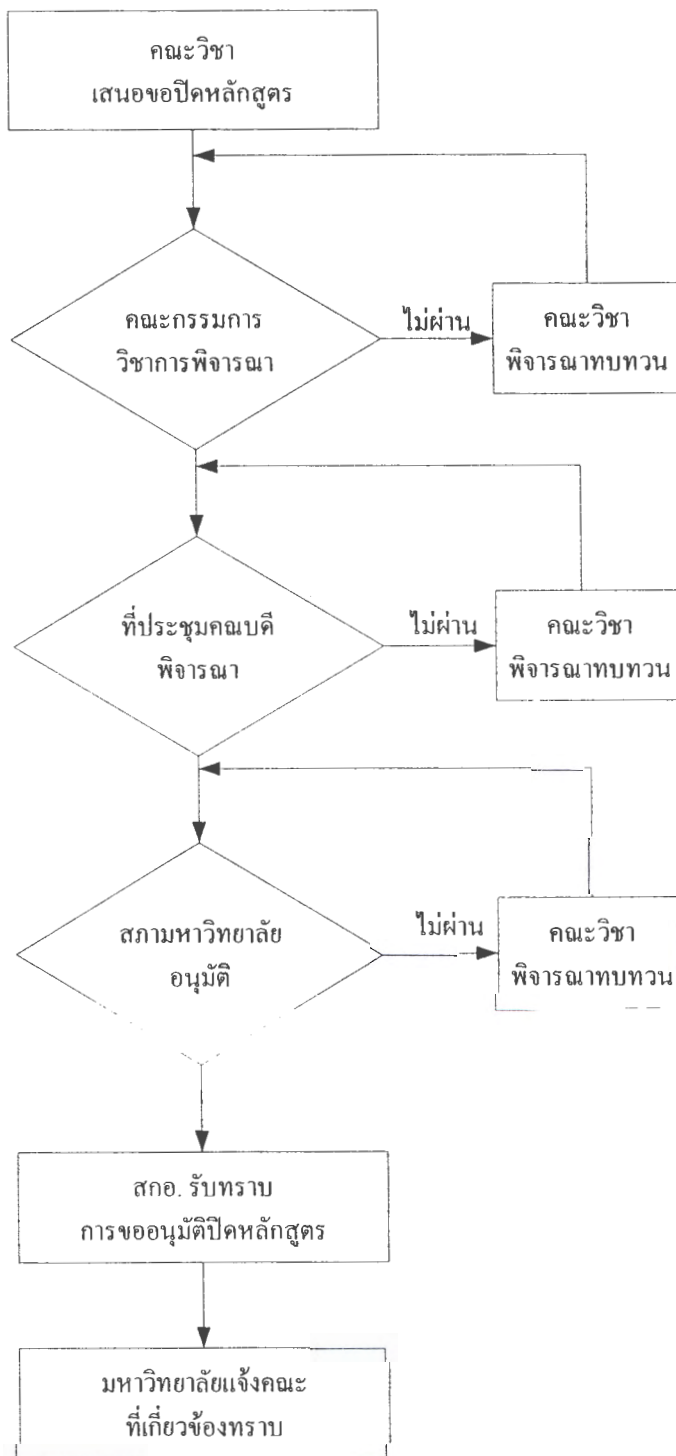 คณะวิชา
เสนอขอปิดหลักสูตร
คณะกรรมการ
วิชาการพิจารณา
ไม่ผ่าน
คณะวิชา
พิจารณาทบทวน
ที่ประชุมคณบดี
พิจารณา
ไม่ผ่าน
คณะวิชา
พิจารณาทบทวน
สภามหาวิทยาลัย
อนุมัติ
ไม่ผ่าน
คณะวิชา
พิจารณาทบทวน
สกอ. รับทราบ
การขออนุมัติปิดหลักสูตร
มหาวิทยาลัยแจ้งคณะ
ที่เกี่ยวข้องทราบ